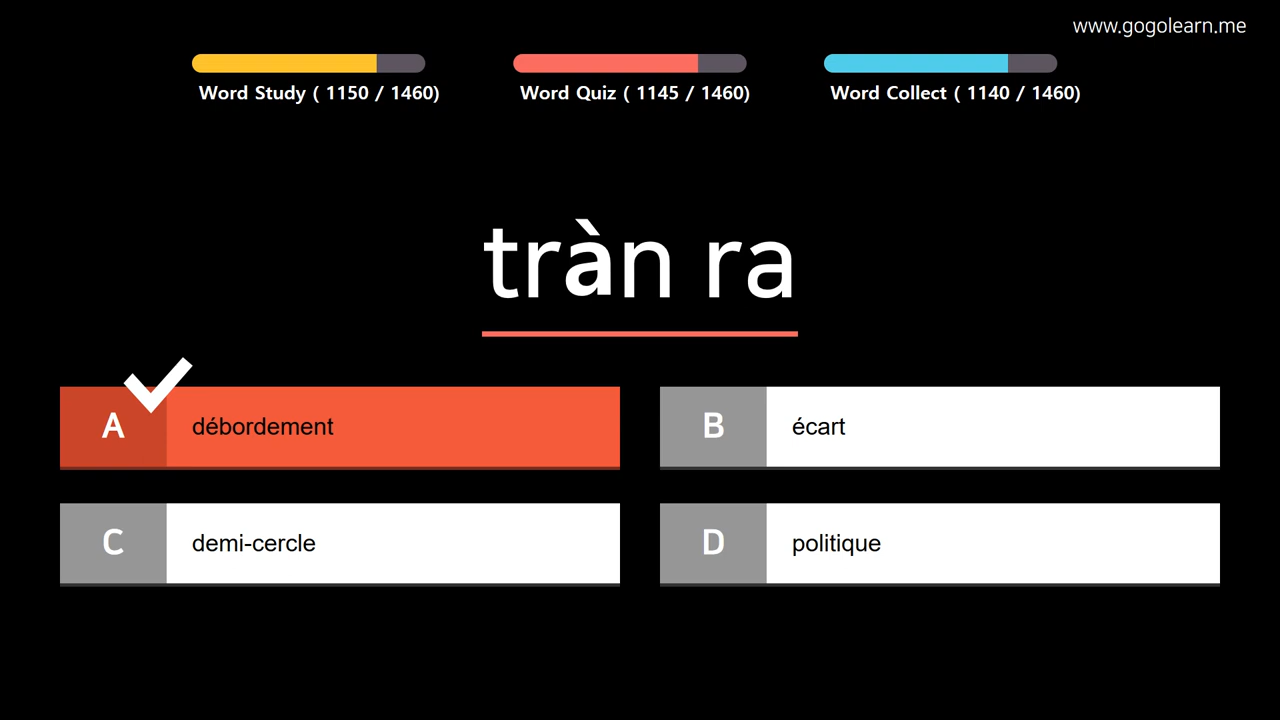 www.gogolearn.me
Word Study ( 1150 / 1460)
Word Quiz ( 1145 / 1460)
Word Collect ( 1140 / 1460)
tràn ra
A débordement
B écart
C demi-cercle
D politique